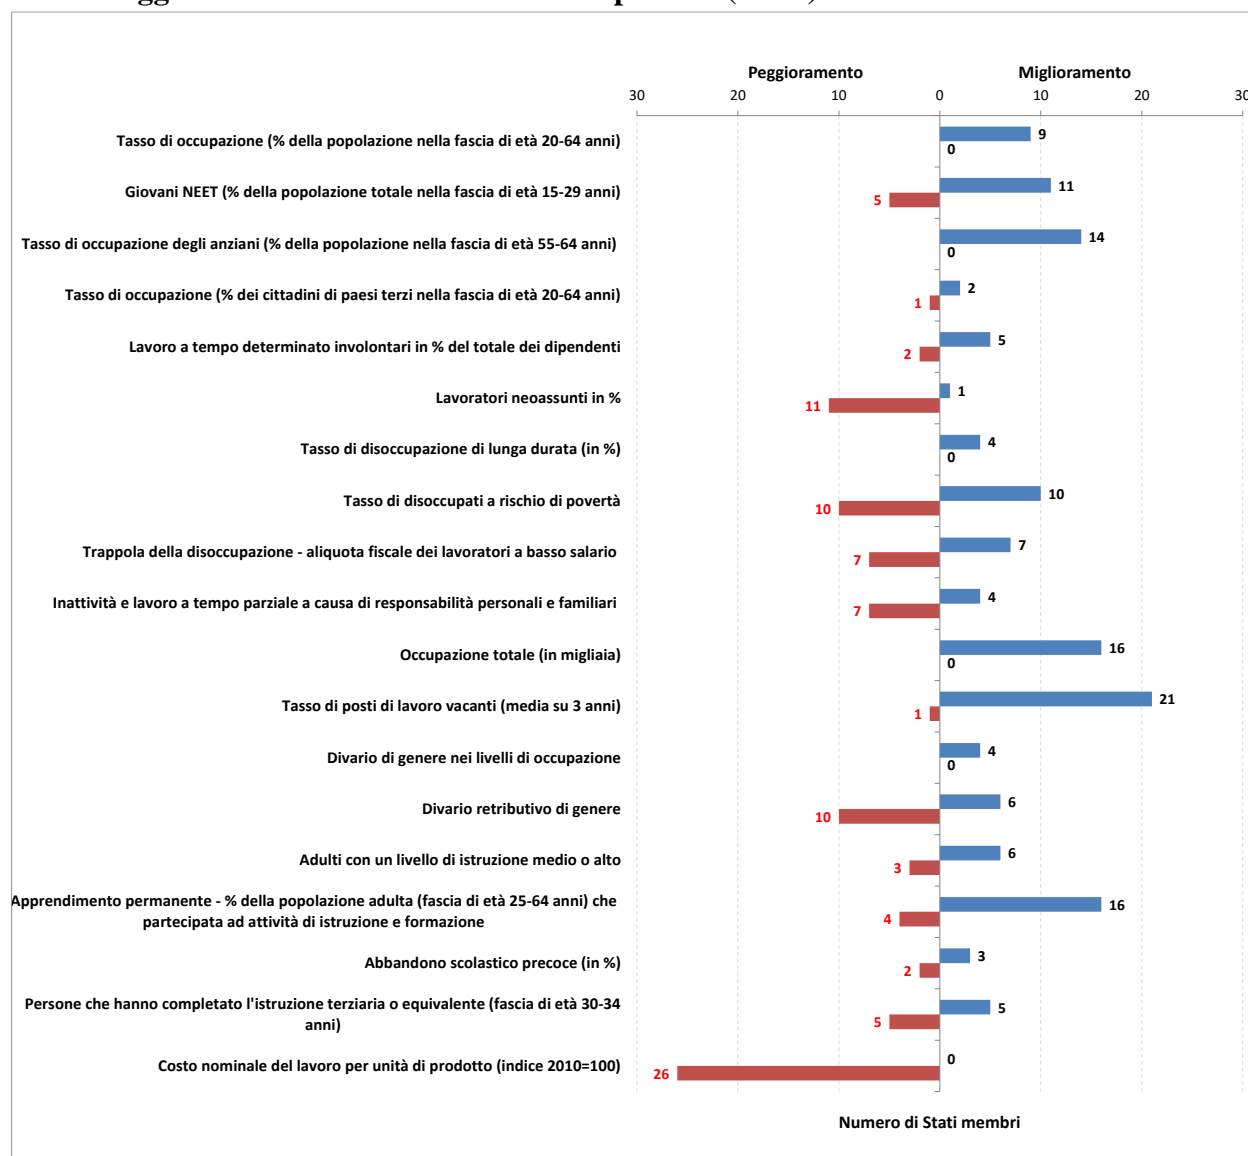 Peggioramento Miglioramento
30 20 10 0 10 20 30
Tasso di occupazione (% della popolazione nella fascia di età 20-64 anni) 9
0
Giovani NEET (% della popolazione totale nella fascia di età 15-29 anni) 11
5
Tasso di occupazione degli anziani (% della popolazione nella fascia di età 55-64 anni) 14
0
Tasso di occupazione (% dei cittadini di paesi terzi nella fascia di età 20-64 anni) 2
1
Lavoro a tempo determinato involontari in % del totale dei dipendenti 5
2
Lavoratori neoassunti in % 1
11
Tasso di disoccupazione di lunga durata (in %) 4
0
Tasso di disoccupati a rischio di povertà 10
10
Trappola della disoccupazione - aliquota fiscale dei lavoratori a basso salario 7
7
Inattività e lavoro a tempo parziale a causa di responsabilità personali e familiari 4
7
Occupazione totale (in migliaia) 16
0
Tasso di posti di lavoro vacanti (media su 3 anni) 21
1
Divario di genere nei livelli di occupazione 4
0
Divario retributivo di genere 6
10
Adulti con un livello di istruzione medio o alto 6
3
Apprendimento permanente - % della popolazione adulta (fascia di età 25-64 anni) che 16
partecipata ad attività di istruzione e formazione 4
Abbandono scolastico precoce (in %) 3
2
Persone che hanno completato l'istruzione terziaria o equivalente (fascia di età 30-34 5
anni) 5
Costo nominale del lavoro per unità di prodotto (indice 2010=100) 0
26
Numero di Stati membri